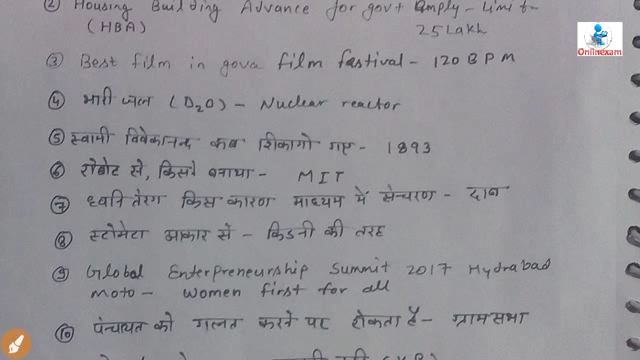 ② Housing Building Advance for govt Emply - Limit -
(HBA) 25 Lakh
Onlinexam
③ Best film in gova film fastival - 120 BPM
④ भारी जल (D₂O) - Nuclear reactor
⑤ स्वामी विवेकानन्द कब शिकागो गए - 1893
⑥ रोबोट से, किसने बनाया - MIT
⑦ ध्वनि तरंग किस कारण माध्यम में संचरण - दाब
⑧ स्टोमेटा आकार में - किडनी की तरह
⑨ Global Enterpreneurship Summit 2017 Hydrabad
Moto - Women first for all
⑩ पंचायत को गलत करने पर रोकता है - ग्रामसभा